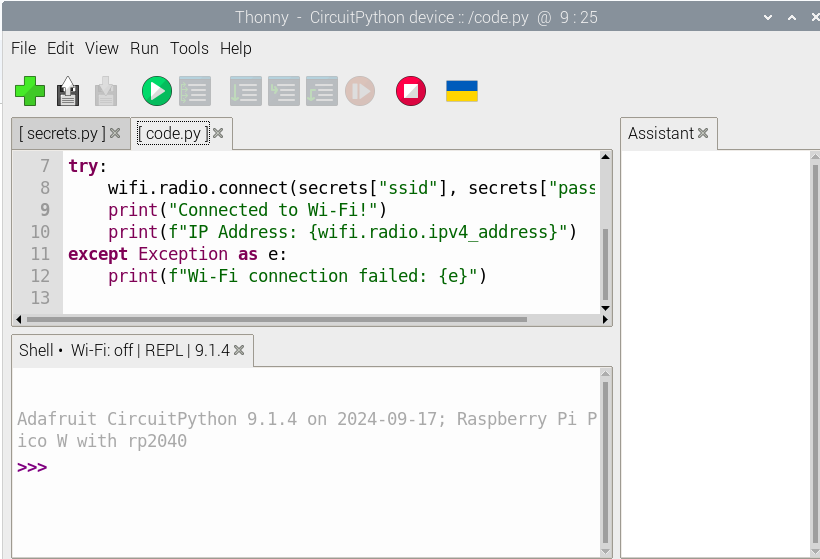 Thonny - CircuitPython device :: /code.py @ 9 : 25
File Edit View Run Tools Help
[ secrets.py ] [ code.py ]
Assistant
7 try:
8 wifi.radio.connect(secrets["ssid"], secrets["pass
9 print("Connected to Wi-Fi!")
10 print(f"IP Address: {wifi.radio.ipv4_address}")
11 except Exception as e:
12 print(f"Wi-Fi connection failed: {e}")
13
Shell • Wi-Fi: off | REPL | 9.1.4
Adafruit CircuitPython 9.1.4 on 2024-09-17; Raspberry Pi P
ico W with rp2040
>>>